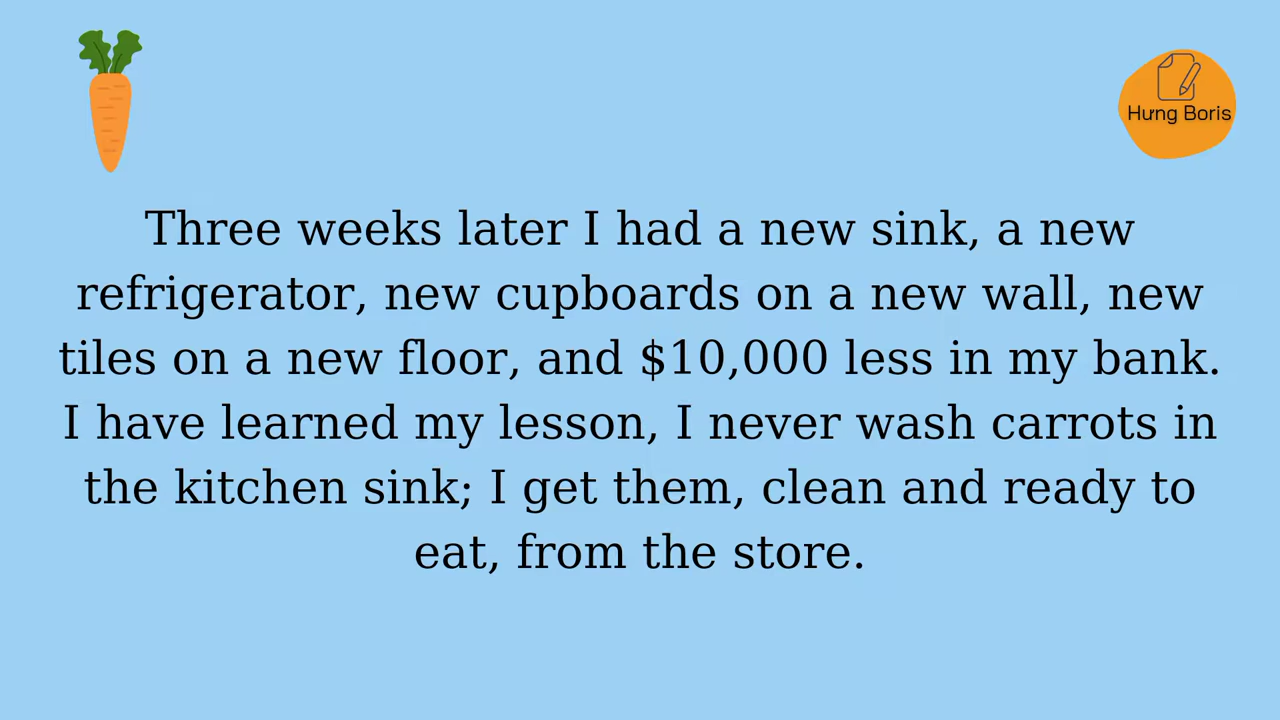 Hưng Boris
Three weeks later I had a new sink, a new
refrigerator, new cupboards on a new wall, new
tiles on a new floor, and $10,000 less in my bank.
I have learned my lesson, I never wash carrots in
the kitchen sink; I get them, clean and ready to
eat, from the store.